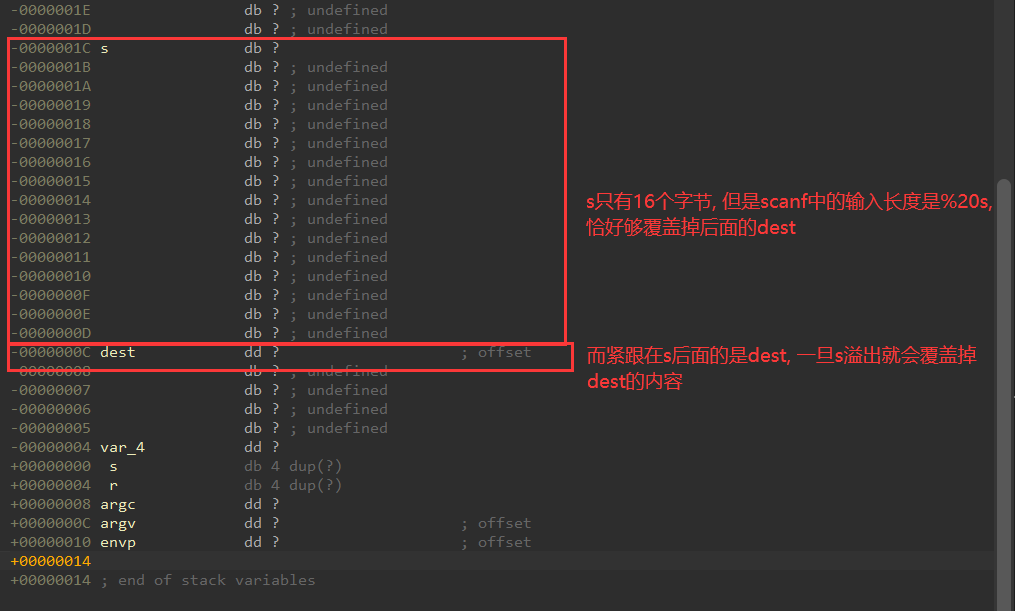 -0000001E db ? ; undefined
-0000001D db ? ; undefined
-0000001C s db ?
-0000001B db ? ; undefined
-0000001A db ? ; undefined
-00000019 db ? ; undefined
-00000018 db ? ; undefined
-00000017 db ? ; undefined
-00000016 db ? ; undefined
-00000015 db ? ; undefined
-00000014 db ? ; undefined
-00000013 db ? ; undefined
-00000012 db ? ; undefined
-00000011 db ? ; undefined
-00000010 db ? ; undefined
-0000000F db ? ; undefined
-0000000E db ? ; undefined
-0000000D db ? ; undefined
s只有16个字节, 但是scanf中的输入长度是%20s,
恰好够覆盖掉后面的dest
-0000000C dest dd ? ; offset
而紧跟在s后面的是dest, 一旦s溢出就会覆盖掉
dest的内容
-00000008 db ? ; undefined
-00000007 db ? ; undefined
-00000006 db ? ; undefined
-00000005 db ? ; undefined
-00000004 var_4 dd ?
+00000000 s db 4 dup(?)
+00000004 r db 4 dup(?)
+00000008 argc dd ?
+0000000C argv dd ? ; offset
+00000010 envp dd ? ; offset
+00000014
+00000014 ; end of stack variables